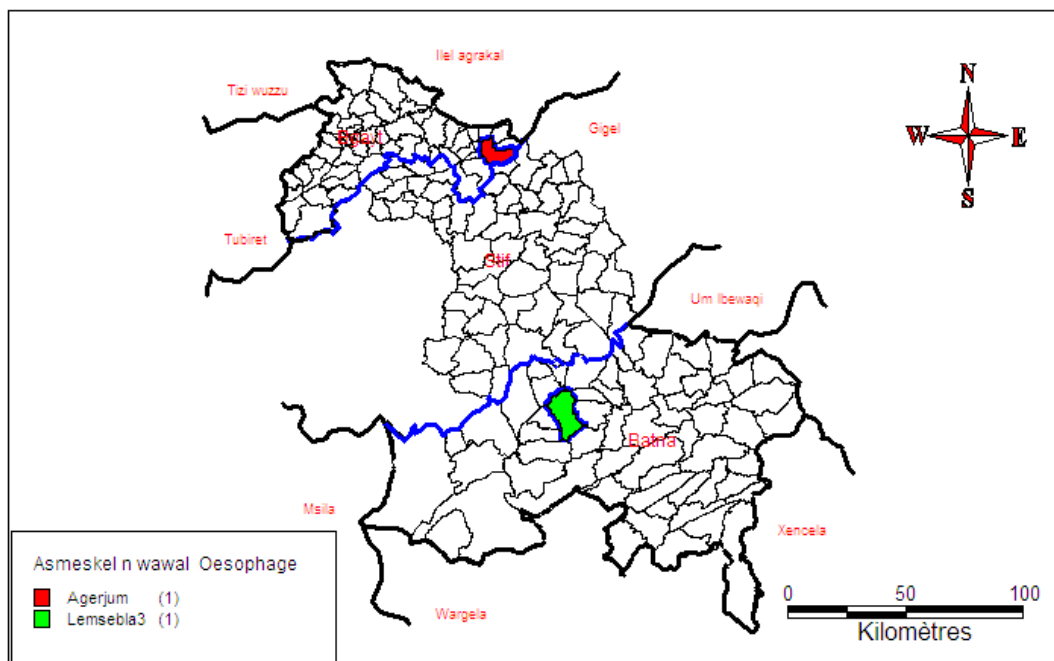 Ilel agrakal
Tizi wuzzu
Gigel
Bgayt
N
W E
S
Tubiret
Stif
Um lbewaqi
Batna
Msila
Xencela
Wargela
Asmeskel n wawal Oesophage
Agerjum (1)
Lemsebla3 (1)
0 50 100
Kilomètres